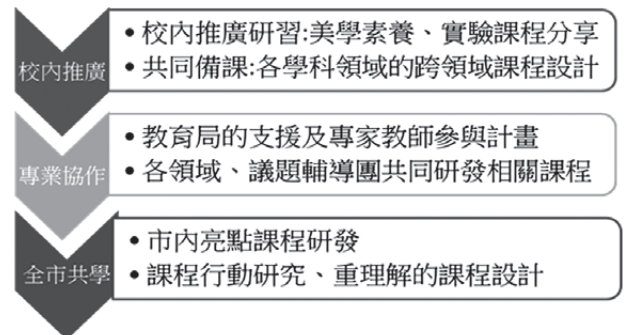 校內推廣
• 校內推廣研習:美學素養、實驗課程分享
• 共同備課:各學科領域的跨領域課程設計
專業協作
• 教育局的支援及專家教師參與計畫
• 各領域、議題輔導團共同研發相關課程
全市共學
• 市內亮點課程研發
• 課程行動研究、重理解的課程設計